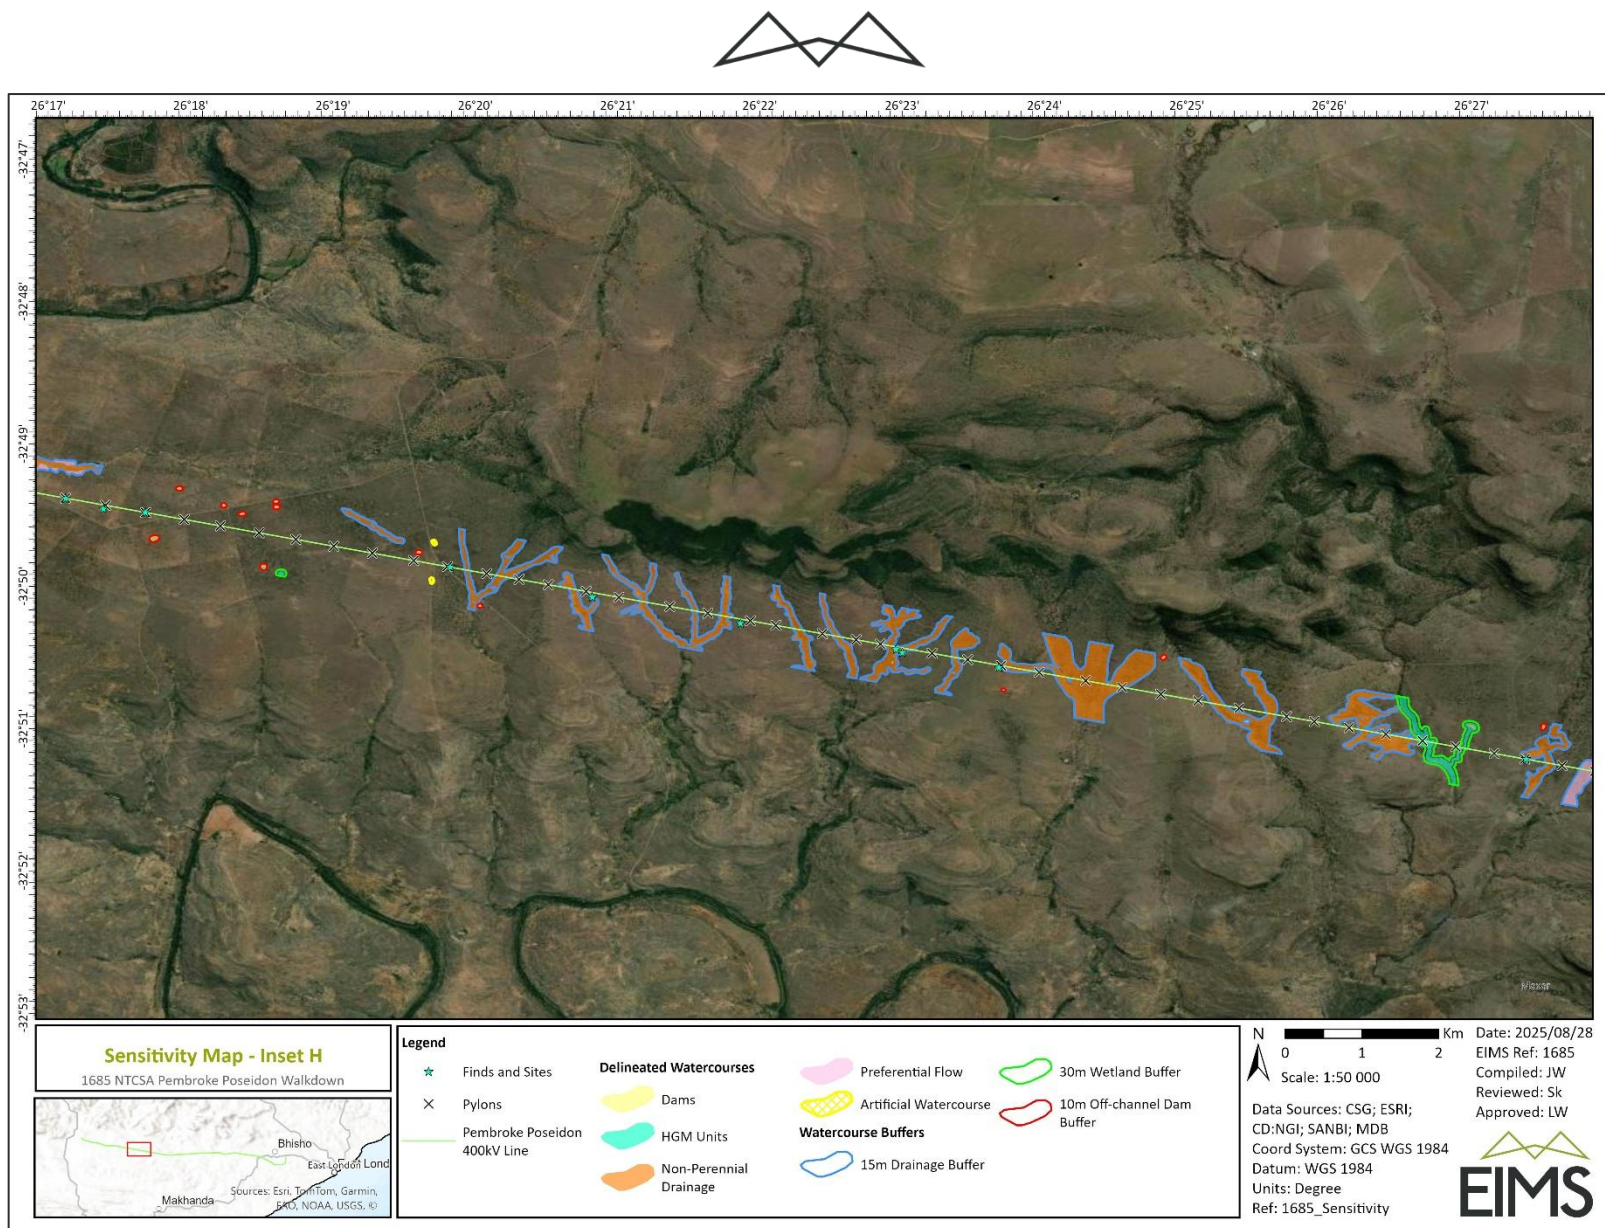 26°17'
26°18'
26°19'
26°20'
26°21'
26°22'
26°23'
26°24'
26°25'
26°26'
26°27'
-32°47'
-32°48'
-32°49'
-32°50'
-32°51'
-32°52'
-32°53'
Maxar
Sensitivity Map - Inset H
1685 NTCSA Pembroke Poseidon Walkdown
Bhisho
East London
Lond
Makhanda
Sources: Esri, TomTom, Garmin,
FAO, NOAA, USGS, ©
Legend
Finds and Sites
Pylons
Pembroke Poseidon
400kV Line
Delineated Watercourses
Dams
HGM Units
Non-Perennial
Drainage
Preferential Flow
Artificial Watercourse
Watercourse Buffers
15m Drainage Buffer
30m Wetland Buffer
10m Off-channel Dam
Buffer
N
Km
0 1 2
Scale: 1:50 000
Data Sources: CSG; ESRI;
CD:NGI; SANBI; MDB
Coord System: GCS WGS 1984
Datum: WGS 1984
Units: Degree
Ref: 1685_Sensitivity
Date: 2025/08/28
EIMS Ref: 1685
Compiled: JW
Reviewed: Sk
Approved: LW
EIMS